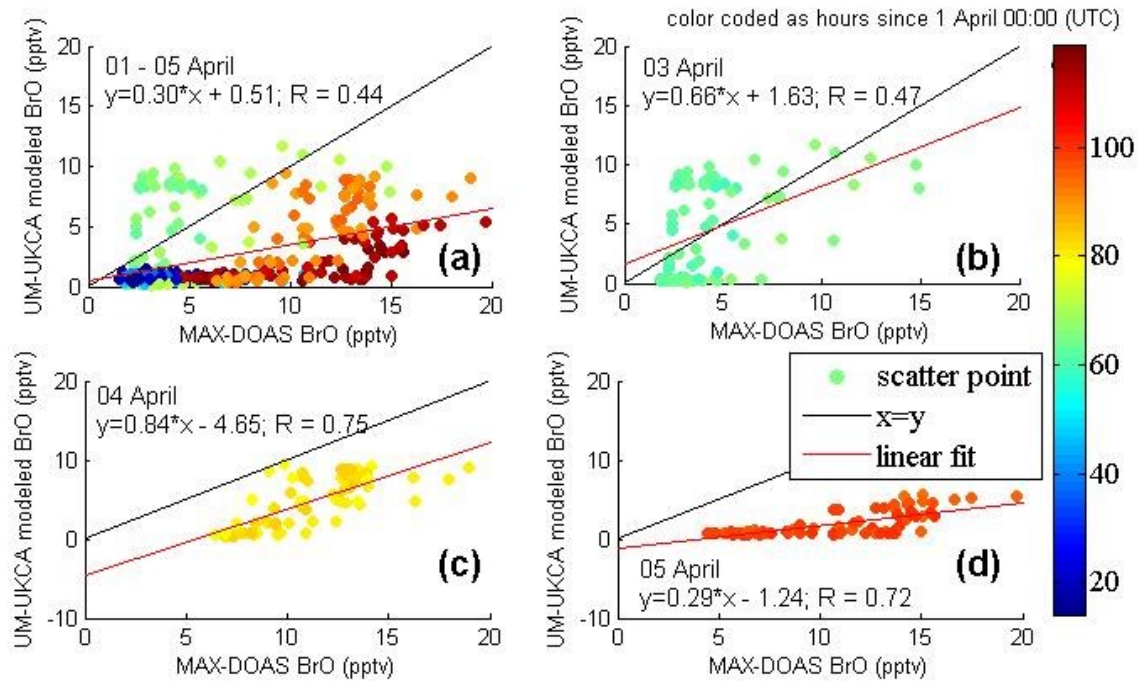 color coded as hours since 1 April 00:00 (UTC)
UM-UKCA modeled BrO (pptv)
20
15
10
5
0
01 - 05 April
y=0.30*x + 0.51; R = 0.44
(a)
0 5 10 15 20
MAX-DOAS BrO (pptv)
UM-UKCA modeled BrO (pptv)
20
15
10
5
0
03 April
y=0.66*x + 1.63; R = 0.47
(b)
0 5 10 15 20
MAX-DOAS BrO (pptv)
100
80
60
40
20
UM-UKCA modeled BrO (pptv)
20
10
0
-10
04 April
y=0.84*x - 4.65; R = 0.75
(c)
0 5 10 15 20
MAX-DOAS BrO (pptv)
UM-UKCA modeled BrO (pptv)
20
10
0
-10
scatter point
x=y
linear fit
05 April
y=0.29*x - 1.24; R = 0.72
(d)
0 5 10 15 20
MAX-DOAS BrO (pptv)